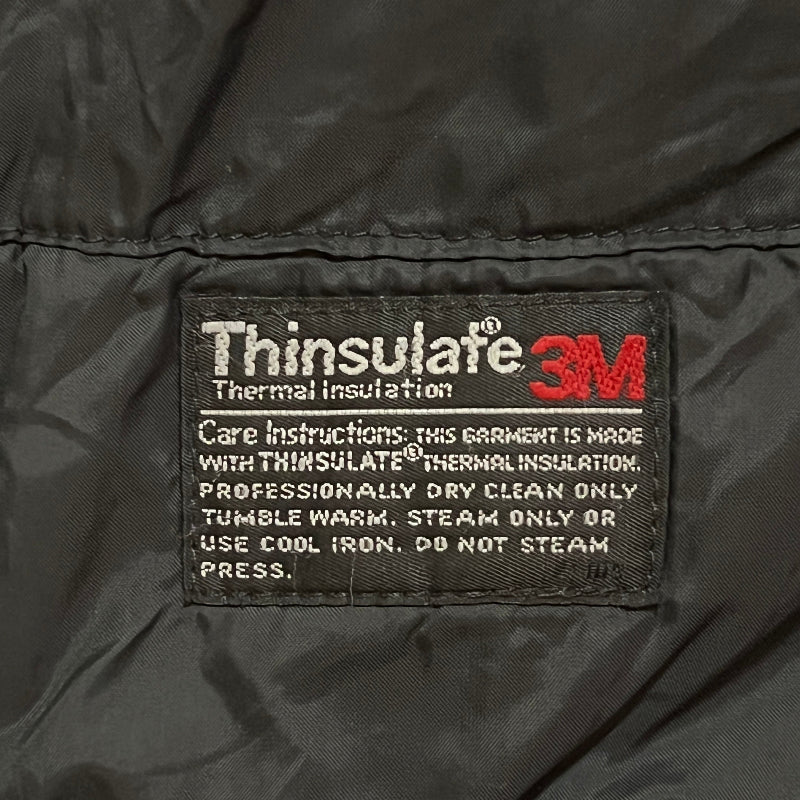 Thinsulate® 3M
Thermal Insulation
Care Instructions: THIS GARMENT IS MADE
WITH THINSULATE® THERMAL INSULATION.
PROFESSIONALLY DRY CLEAN ONLY
TUMBLE WARM. STEAM ONLY OR
USE COOL IRON. DO NOT STEAM
PRESS.